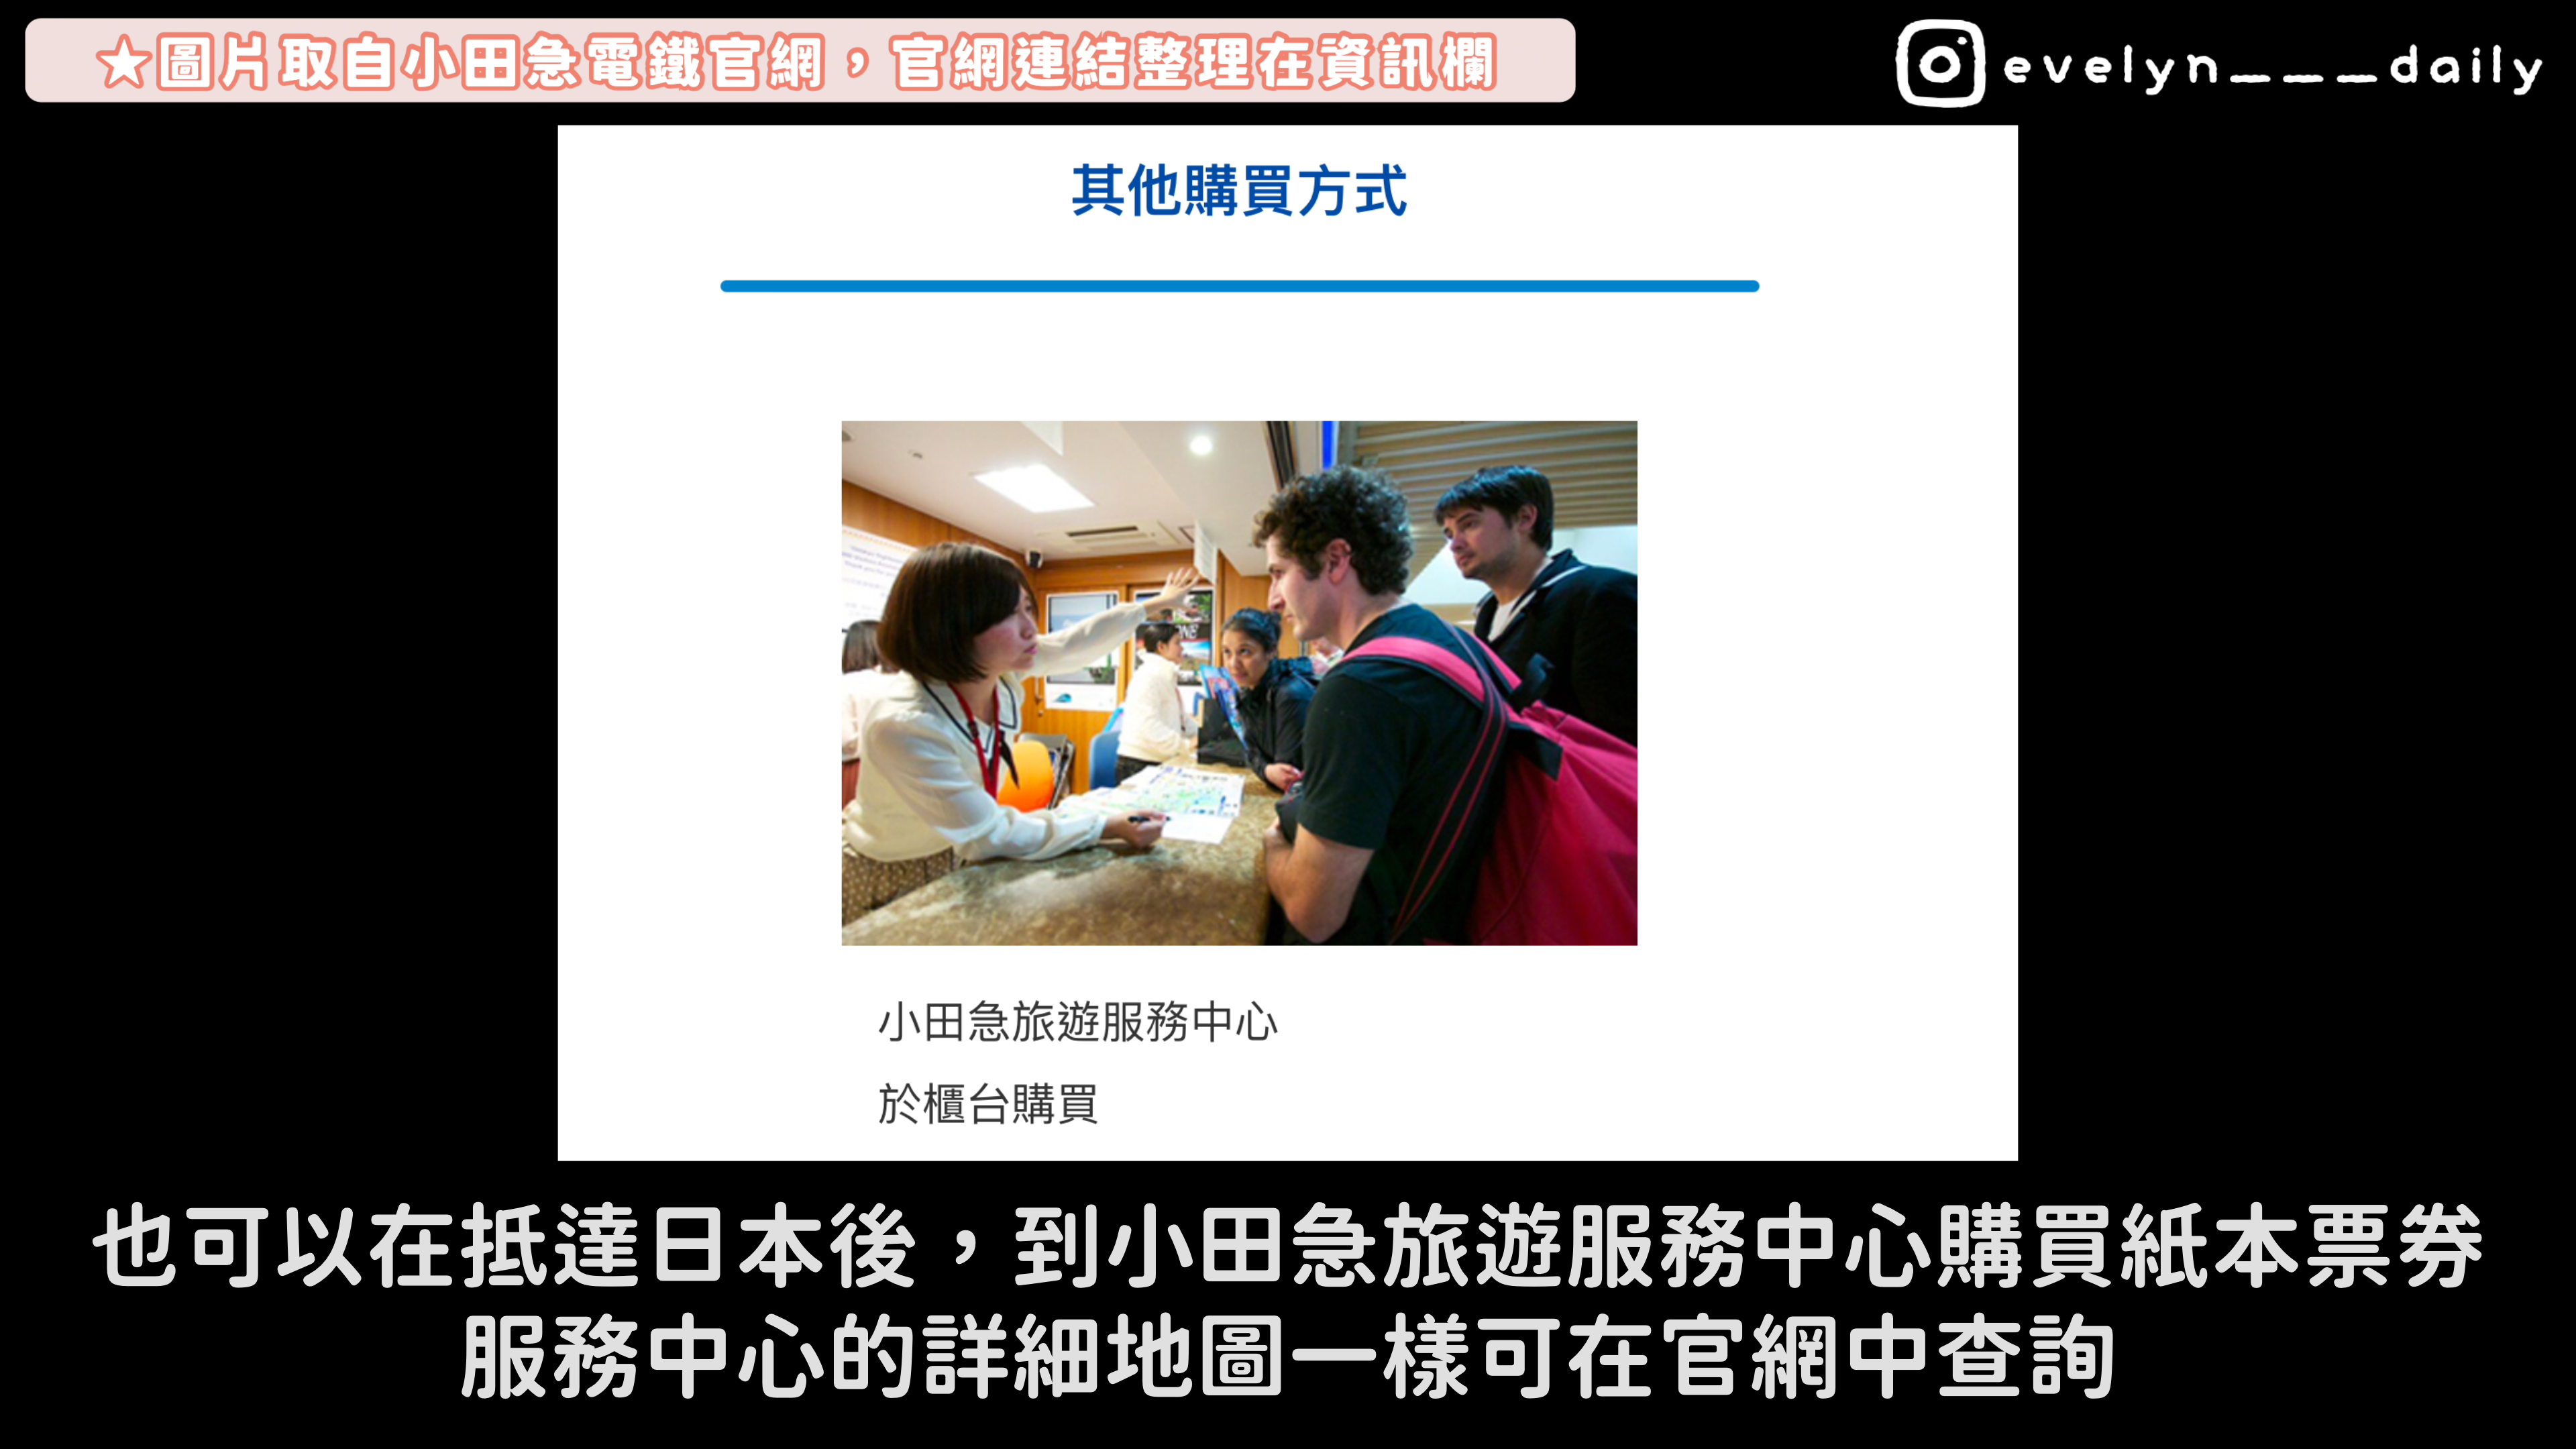 ★圖片取自小田急電鐵官網，官網連結整理在資訊欄
evelyn___daily
其他購買方式
小田急旅遊服務中心
於櫃台購買
也可以在抵達日本後，到小田急旅遊服務中心購買紙本票券
服務中心的詳細地圖一樣可在官網中查詢